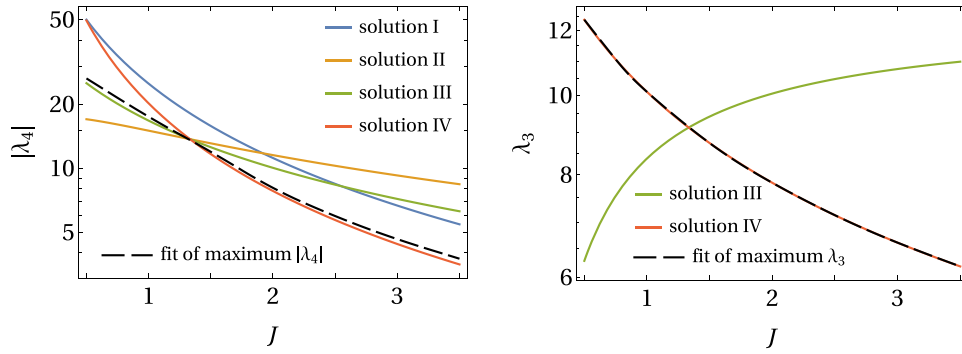 50
20
10
5
|λ4|
solution I
solution II
solution III
solution IV
fit of maximum |λ4|
1
2
3
J
12
10
8
6
λ3
solution III
solution IV
fit of maximum λ3
1
2
3
J